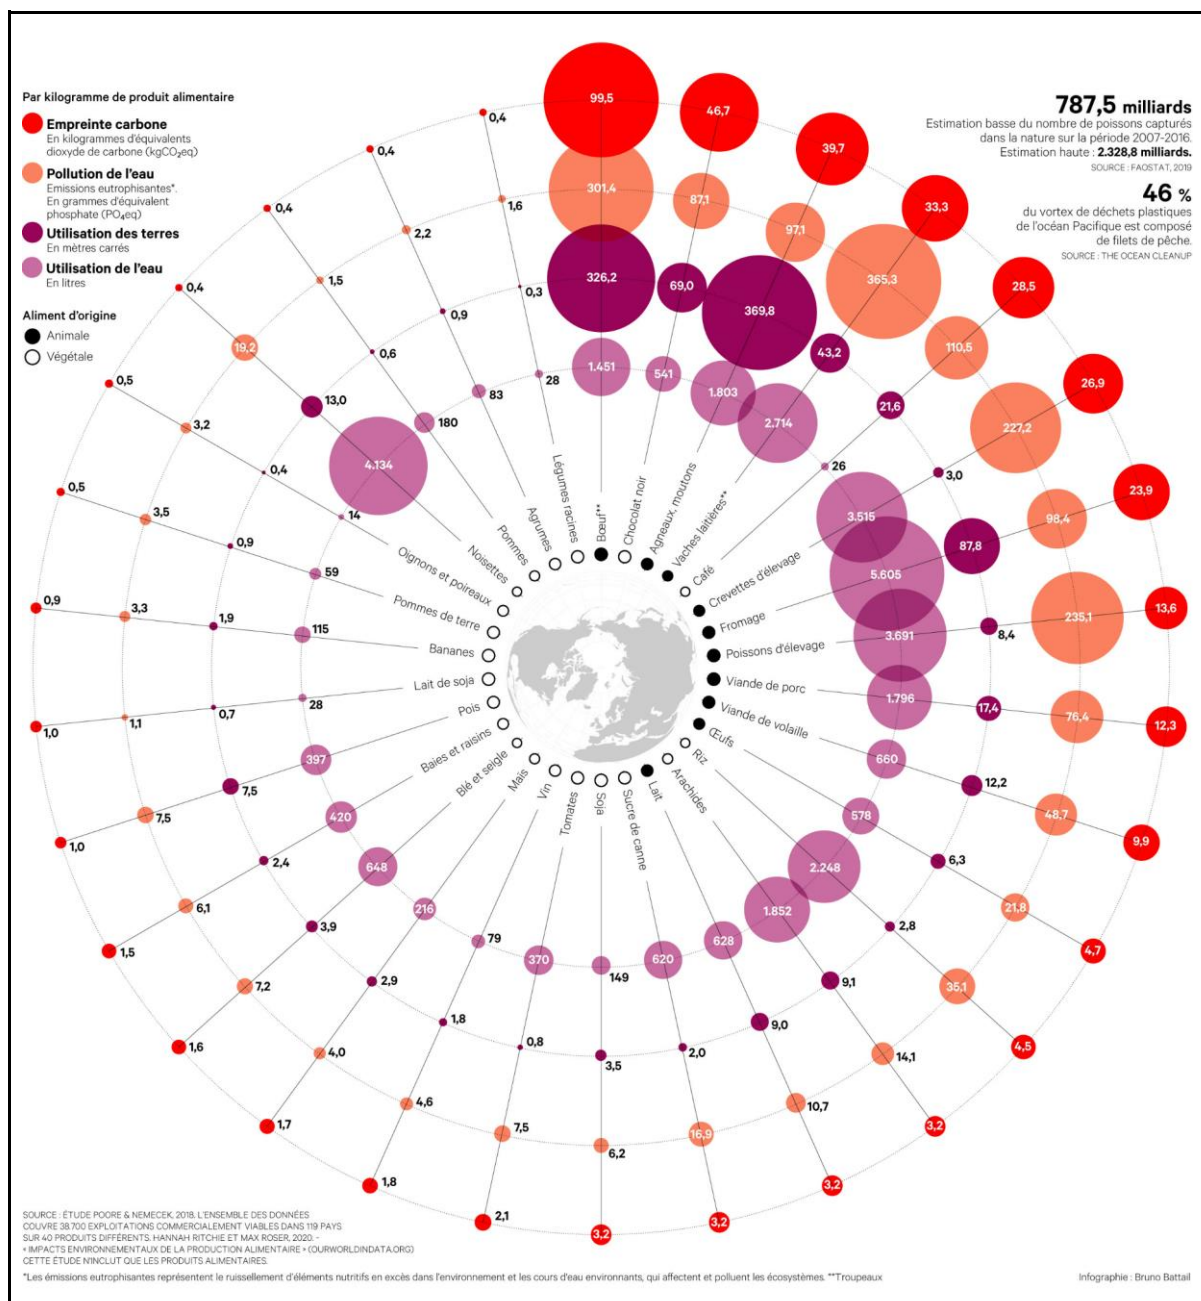 Par kilogramme de produit alimentaire
Empreinte carbone
En kilogrammes d'équivalents
dioxyde de carbone (kgCO₂eq)
Pollution de l'eau
Emissions eutrophisantes*.
En grammes d'équivalent
phosphate (PO₄eq)
Utilisation des terres
En mètres carrés
Utilisation de l'eau
En litres
Aliment d'origine
Animale
Végétale
787,5 milliards
Estimation basse du nombre de poissons capturés
dans la nature sur la période 2007-2016.
Estimation haute : 2.328,8 milliards.
SOURCE : FAOSTAT, 2019
46 %
du vortex de déchets plastiques
de l'océan Pacifique est composé
de filets de pêche.
SOURCE : THE OCEAN CLEANUP
99,5
301,4
326,2
1.451
Bœuf**
46,7
87,1
69,0
541
Chocolat noir
39,7
97,1
369,8
1.803
Agneaux, moutons
33,3
365,3
43,2
2.714
Vaches laitières**
28,5
110,5
21,6
26
Café
26,9
227,2
3,0
3.515
Crevettes d'élevage
23,9
98,4
87,8
5.605
Fromage
13,6
235,1
8,4
3.691
Poissons d'élevage
12,3
76,4
17,4
1.796
Viande de porc
9,9
48,7
12,2
660
Viande de volaille
4,7
21,8
6,3
578
Œufs
4,5
35,1
2,8
2.248
Riz
3,2
14,1
9,1
1.852
Arachides
3,2
10,7
9,0
628
Lait
3,2
16,9
2,0
620
Sucre de canne
3,2
6,2
3,5
149
Soja
2,1
7,5
0,8
370
Tomates
1,8
4,6
1,8
79
Vin
1,7
4,0
2,9
216
Maïs
1,6
7,2
3,9
648
Blé et seigle
1,5
6,1
2,4
420
Baies et raisins
1,0
7,5
7,5
397
Pois
1,0
1,1
0,7
28
Lait de soja
0,9
3,3
1,9
115
Bananes
0,5
3,5
0,9
59
Pommes de terre
0,5
3,2
0,4
14
Oignons et poireaux
0,4
19,2
13,0
4.134
Noisettes
0,4
1,5
0,6
180
Pommes
0,4
2,2
0,9
83
Agrumes
0,4
1,6
0,3
28
Légumes racines
SOURCE : ÉTUDE POORE & NEMECEK, 2018. L'ENSEMBLE DES DONNÉES
COUVRE 38.700 EXPLOITATIONS COMMERCIALEMENT VIABLES DANS 119 PAYS
SUR 40 PRODUITS DIFFÉRENTS. HANNAH RITCHIE ET MAX ROSER, 2020. -
« IMPACTS ENVIRONNEMENTAUX DE LA PRODUCTION ALIMENTAIRE » (OURWORLDINDATA.ORG)
CETTE ÉTUDE N'INCLUT QUE LES PRODUITS ALIMENTAIRES.
*Les émissions eutrophisantes représentent le ruissellement d'éléments nutritifs en excès dans l'environnement et les cours d'eau environnants, qui affectent et polluent les écosystèmes. **Troupeaux
Infographie : Bruno Battail